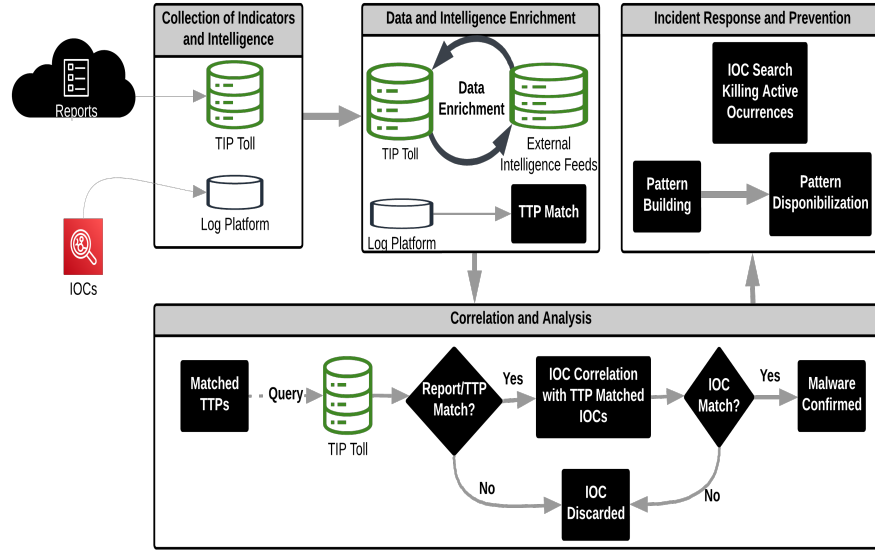 Collection of Indicators
and Intelligence
Reports
TIP Toll
Log Platform
IOCs
Data and Intelligence Enrichment
Data
Enrichment
TIP Toll
External
Intelligence Feeds
Log Platform
TTP Match
Incident Response and Prevention
IOC Search
Killing Active
Ocurrences
Pattern
Building
Pattern
Disponibilization
Correlation and Analysis
Matched
TTPs
Query
TIP Toll
Report/TTP
Match?
Yes
IOC Correlation
with TTP Matched
IOCs
IOC
Match?
Yes
Malware
Confirmed
No
IOC
Discarded
No